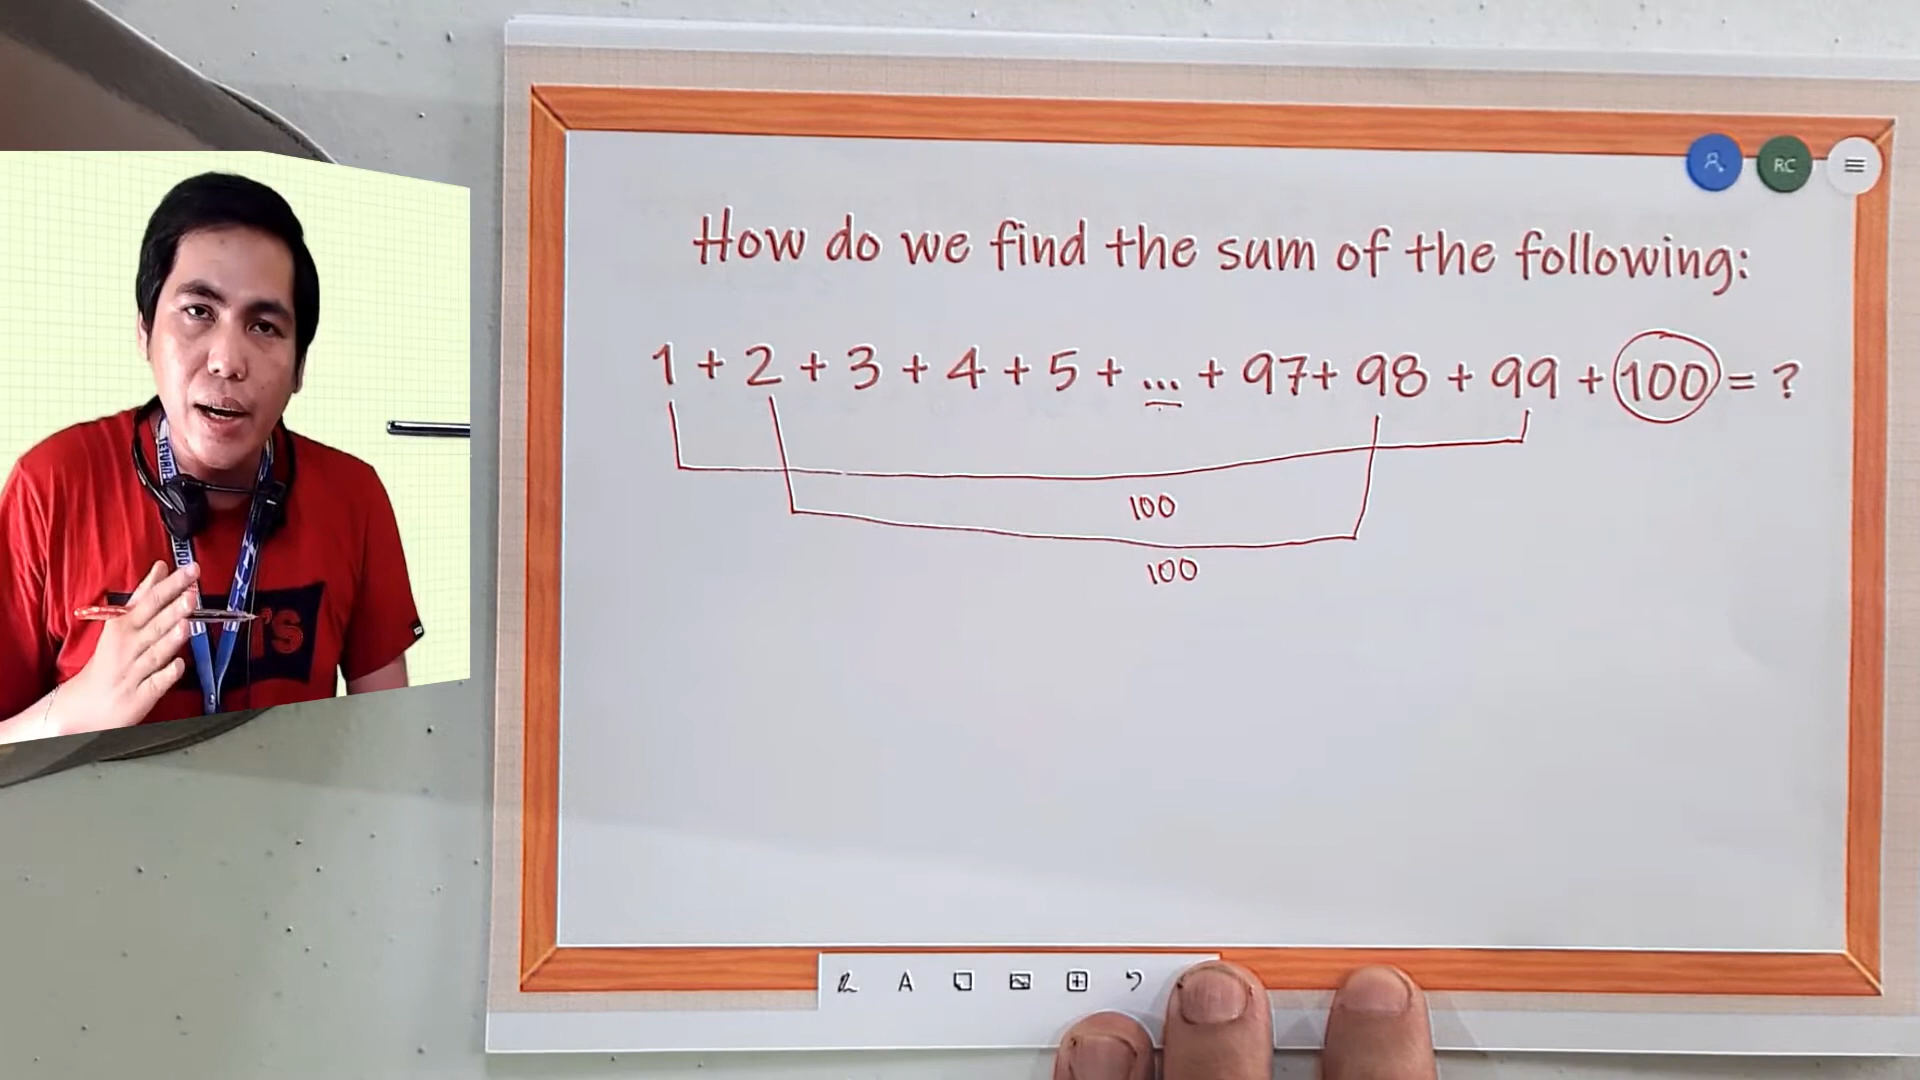 RC
How do we find the sum of the following:
1 + 2 + 3 + 4 + 5 + ... + 97 + 98 + 99 + 100 = ?
100
100
A